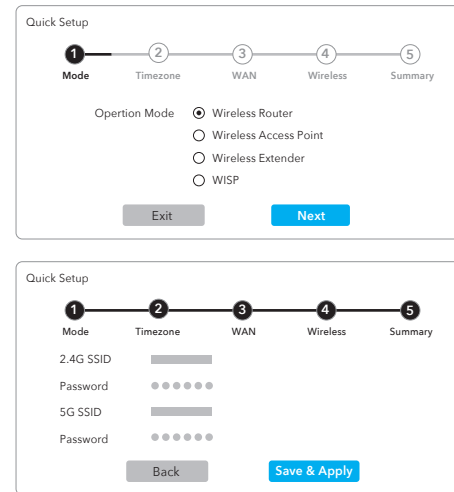 Quick Setup
1 2 3 4 5
Mode Timezone WAN Wireless Summary
Opertion Mode Wireless Router
Wireless Access Point
Wireless Extender
WISP
Exit Next
Quick Setup
1 2 3 4 5
Mode Timezone WAN Wireless Summary
2.4G SSID
Password
5G SSID
Password
Back Save & Apply